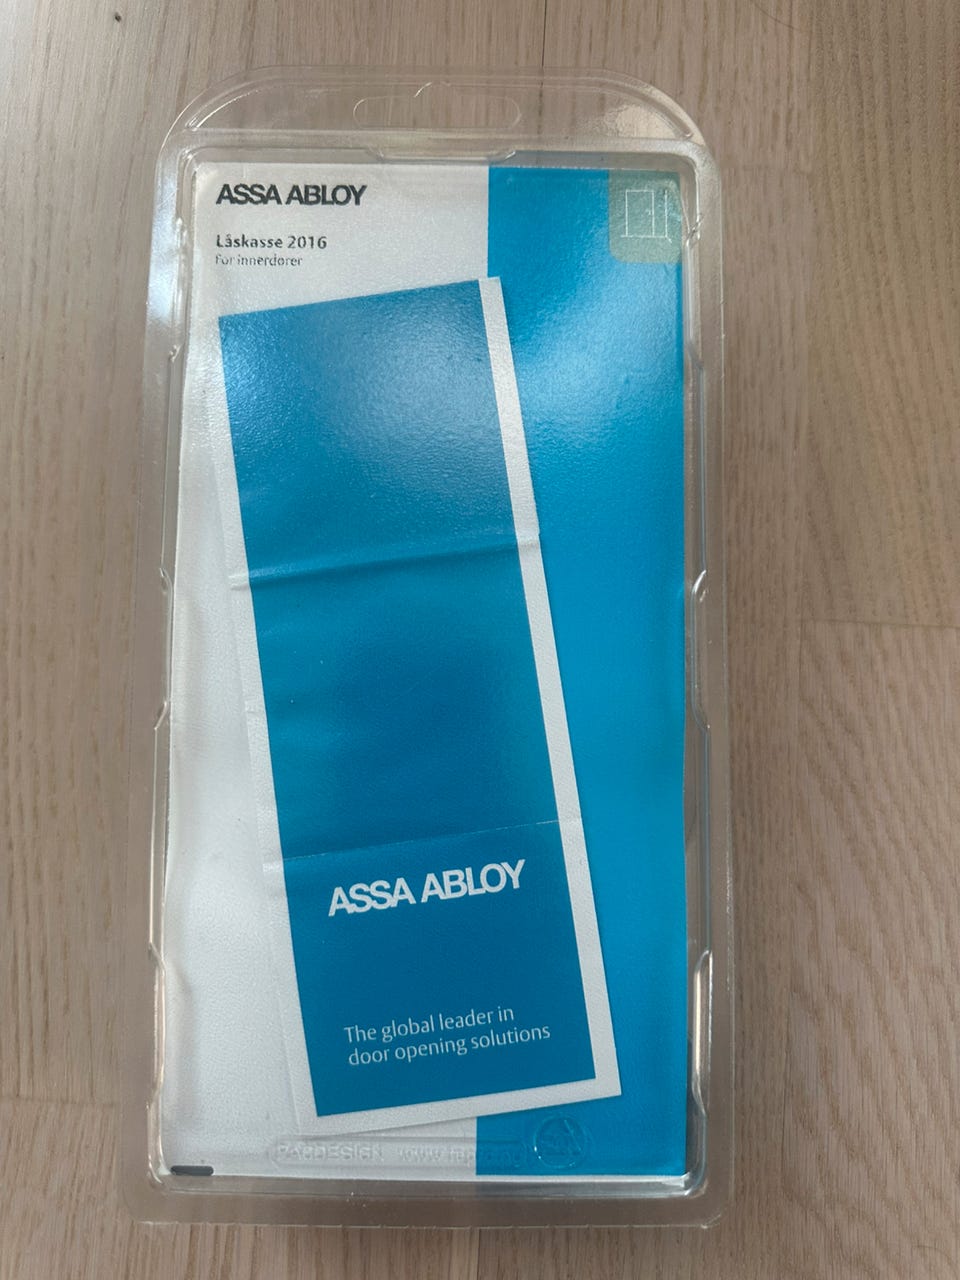 ASSA ABLOY
Låskasse 2016
For innerdører
ASSA ABLOY
The global leader in
door opening solutions